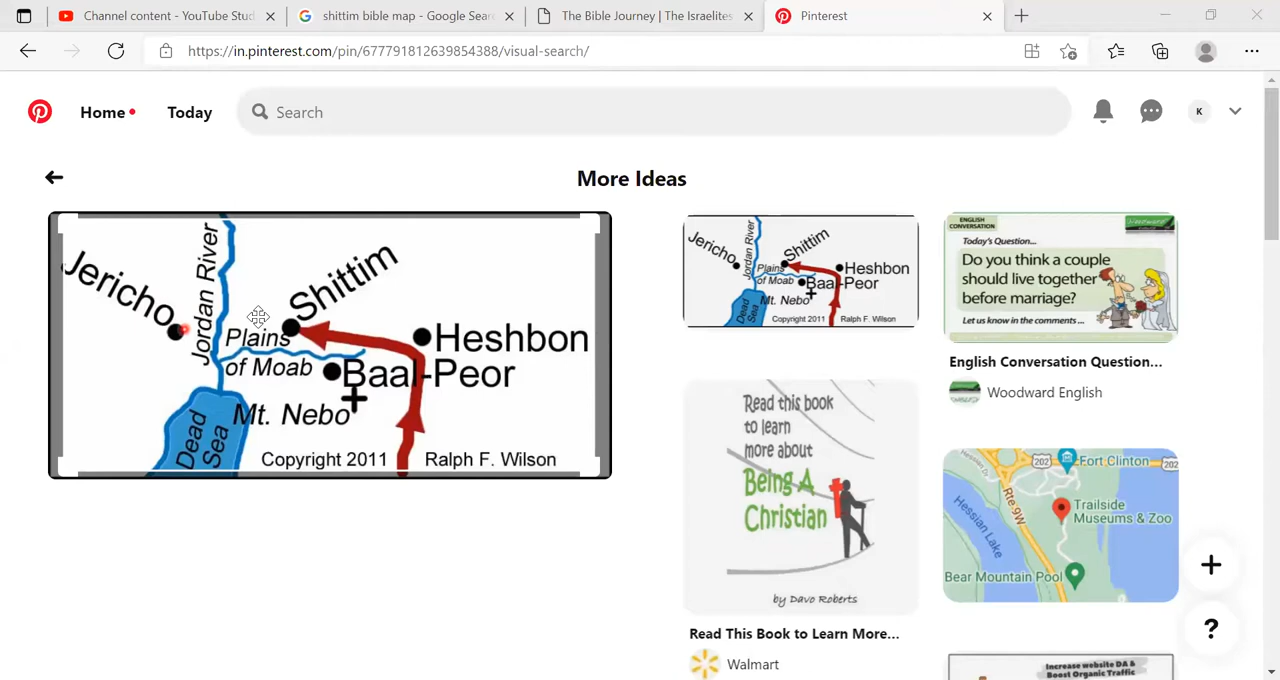 Channel content - YouTube Stud
shittim bible map - Google Sear
The Bible Journey | The Israelites
Pinterest
https://in.pinterest.com/pin/677791812639854388/visual-search/
Home
Today
Search
K
More Ideas
Jericho
Jordan River
Shittim
Plains
of Moab
Heshbon
Baal-Peor
Mt. Nebo
Dead
Sea
Copyright 2011 Ralph F. Wilson
Jericho
Jordan River
Shittim
Plains
of Moab
Heshbon
Baal-Peor
Mt. Nebo
Dead
Sea
Copyright 2011 Ralph F. Wilson
ENGLISH
CONVERSATION
Today's Question...
Do you think a couple
should live together
before marriage?
Let us know in the comments ...
English Conversation Question...
Woodward English
Read this book
to learn
more about
Being A
Christian
by Davo Roberts
Read This Book to Learn More...
Walmart
202
Fort Clinton
202
Rte 9W
Hessian Lake
Trailside
Museums & Zoo
Bear Mountain Pool
+
?
Increase website DA &
Boost Organic Traffic